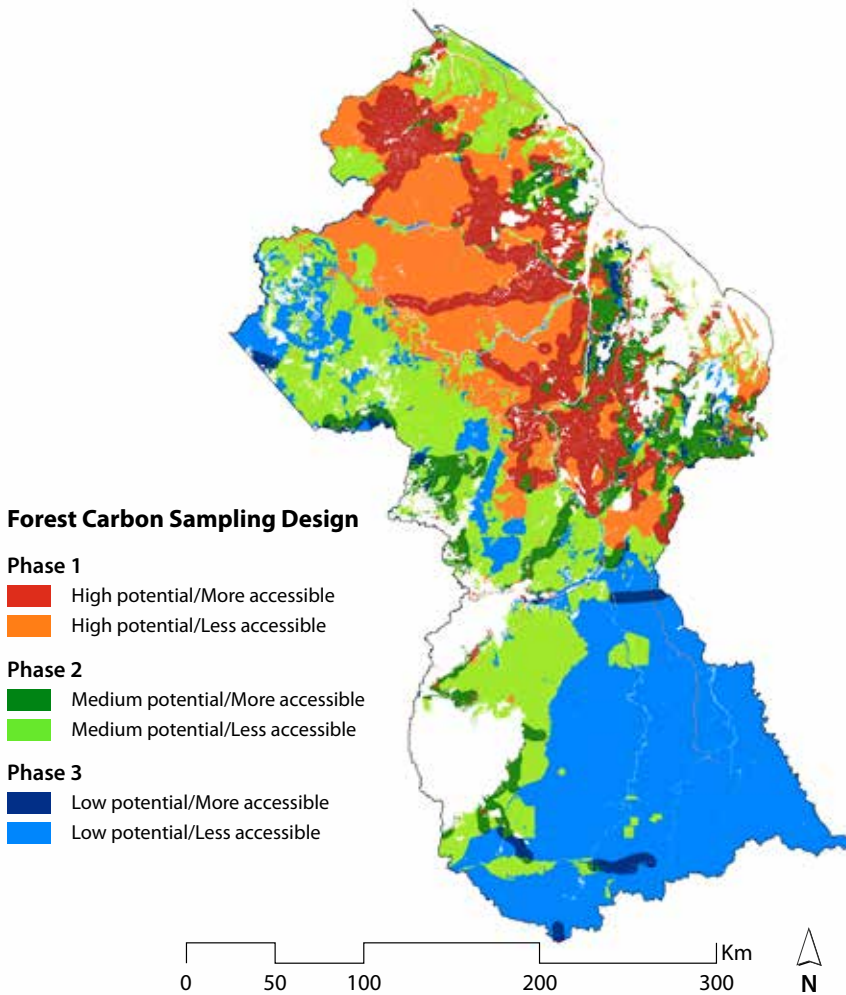 Forest Carbon Sampling Design
Phase 1
High potential/More accessible
High potential/Less accessible
Phase 2
Medium potential/More accessible
Medium potential/Less accessible
Phase 3
Low potential/More accessible
Low potential/Less accessible
Km
0 50 100 200 300
N